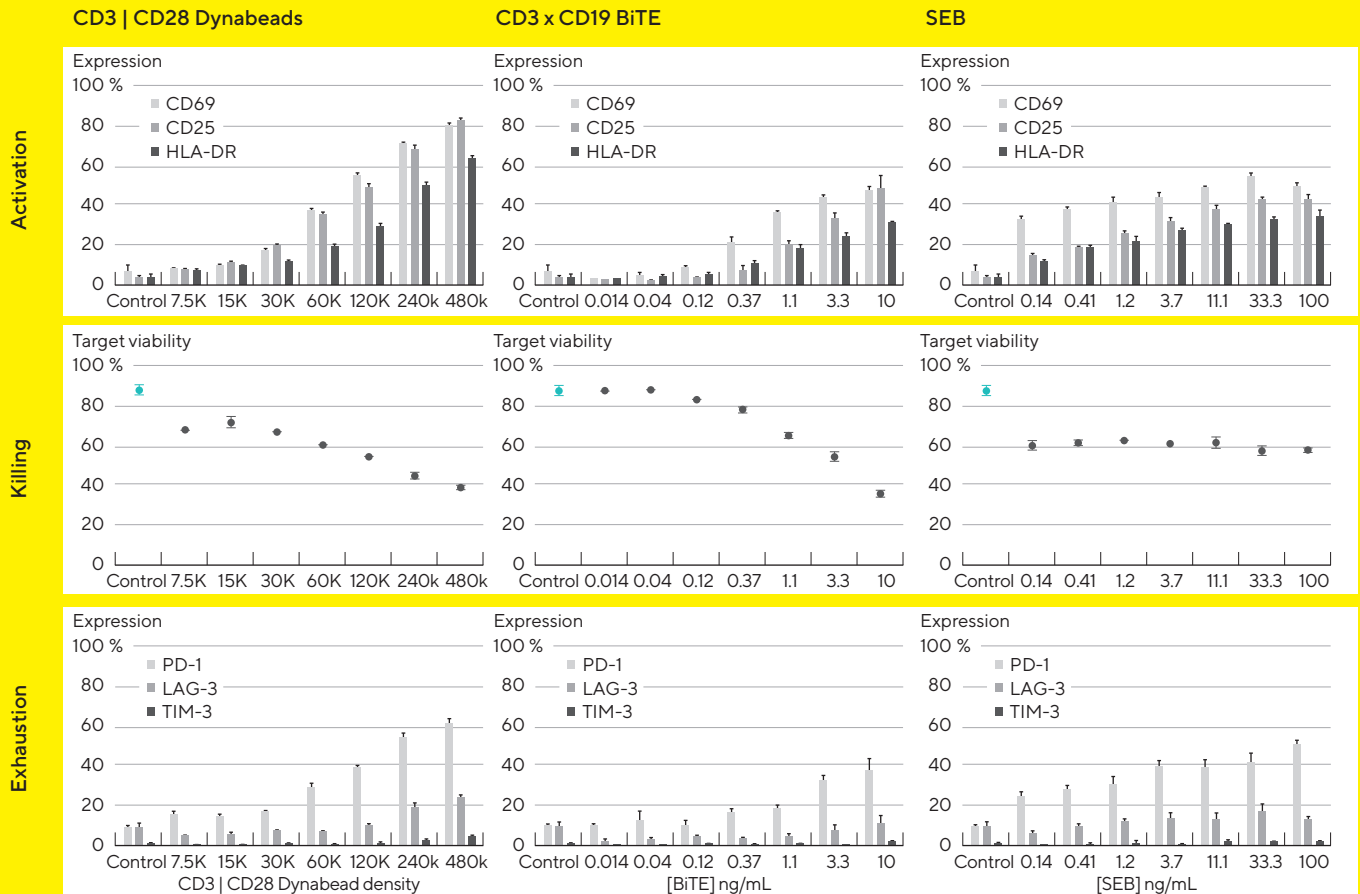 CD3 | CD28 Dynabeads
CD3 x CD19 BiTE
SEB
Activation
Expression
100 %
80
60
40
20
0
CD69
CD25
HLA-DR
Control 7.5K 15K 30K 60K 120K 240k 480k
Expression
100 %
80
60
40
20
0
CD69
CD25
HLA-DR
Control 0.014 0.04 0.12 0.37 1.1 3.3 10
Expression
100 %
80
60
40
20
0
CD69
CD25
HLA-DR
Control 0.14 0.41 1.2 3.7 11.1 33.3 100
Killing
Target viability
100 %
80
60
40
20
0
Control 7.5K 15K 30K 60K 120K 240k 480k
Target viability
100 %
80
60
40
20
0
Control 0.014 0.04 0.12 0.37 1.1 3.3 10
Target viability
100 %
80
60
40
20
0
Control 0.14 0.41 1.2 3.7 11.1 33.3 100
Exhaustion
Expression
100 %
80
60
40
20
0
PD-1
LAG-3
TIM-3
Control 7.5K 15K 30K 60K 120K 240k 480k
CD3 | CD28 Dynabead density
Expression
100 %
80
60
40
20
0
PD-1
LAG-3
TIM-3
Control 0.014 0.04 0.12 0.37 1.1 3.3 10
[BiTE] ng/mL
Expression
100 %
80
60
40
20
0
PD-1
LAG-3
TIM-3
Control 0.14 0.41 1.2 3.7 11.1 33.3 100
[SEB] ng/mL